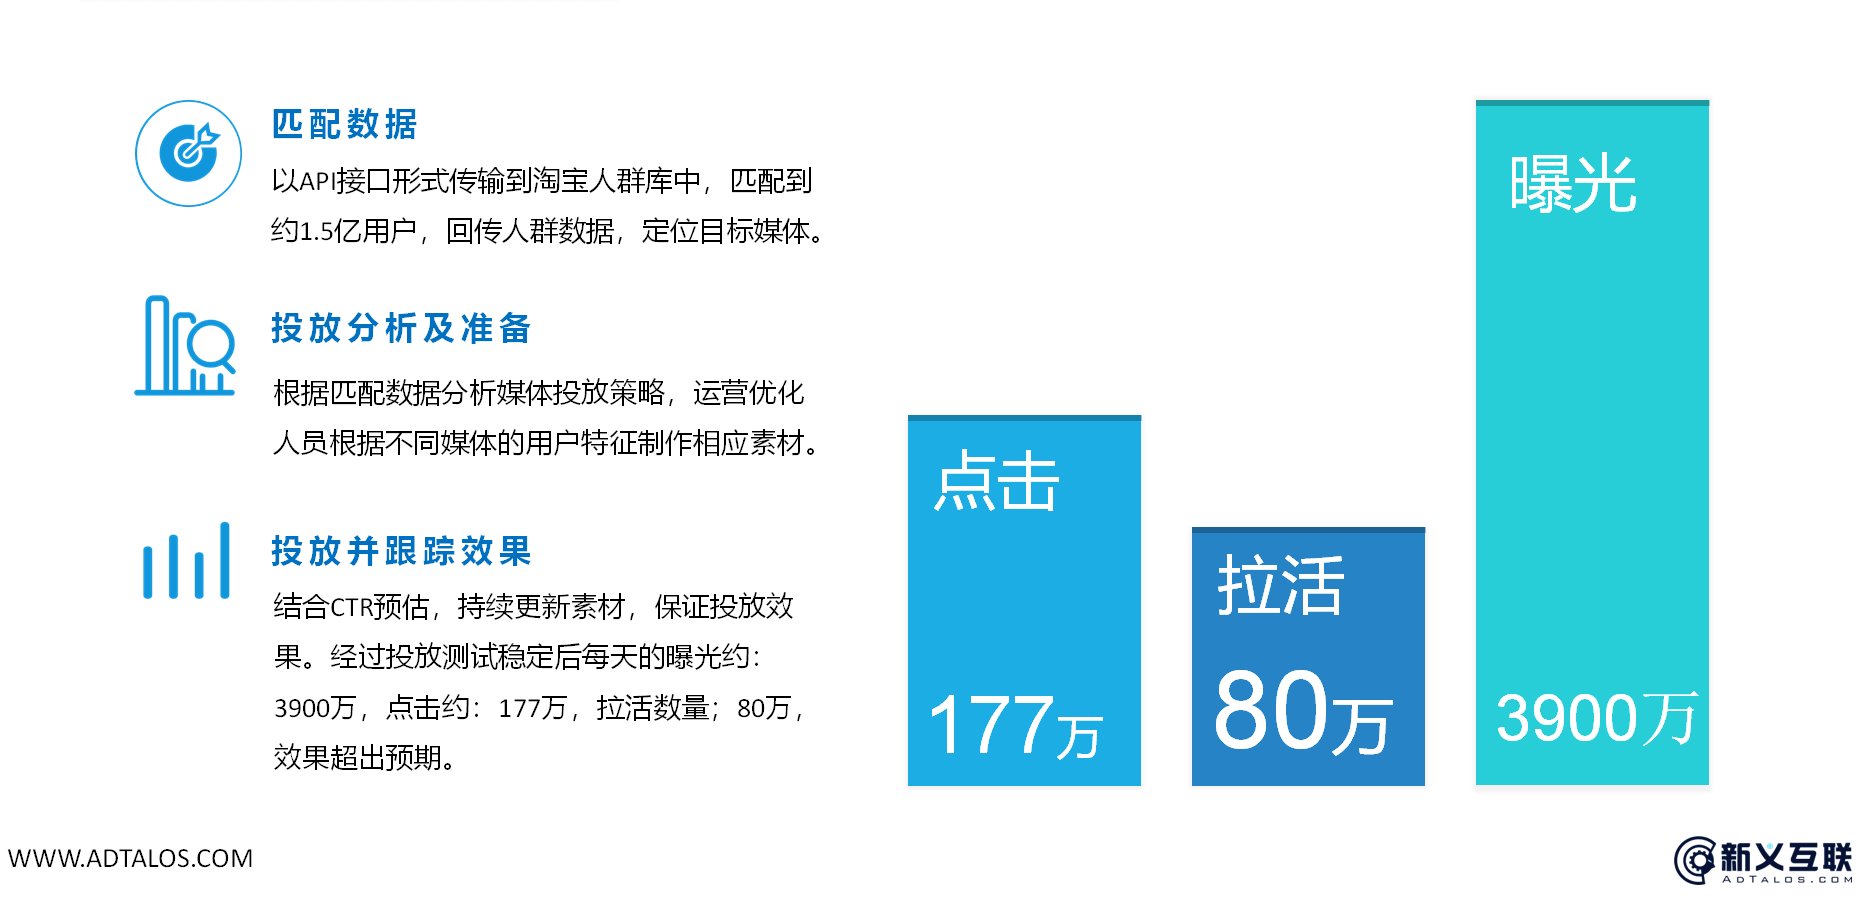 匹配数据
以API接口形式传输到淘宝人群库中，匹配到
约1.5亿用户，回传人群数据，定位目标媒体。
投放分析及准备
根据匹配数据分析媒体投放策略，运营优化
人员根据不同媒体的用户特征制作相应素材。
投放并跟踪效果
结合CTR预估，持续更新素材，保证投放效
果。经过投放测试稳定后每天的曝光约：
3900万，点击约：177万，拉活数量；80万，
效果超出预期。
点击
177万
拉活
80万
曝光
3900万
WWW.ADTALOS.COM
新义互联
ADTALOS.COM